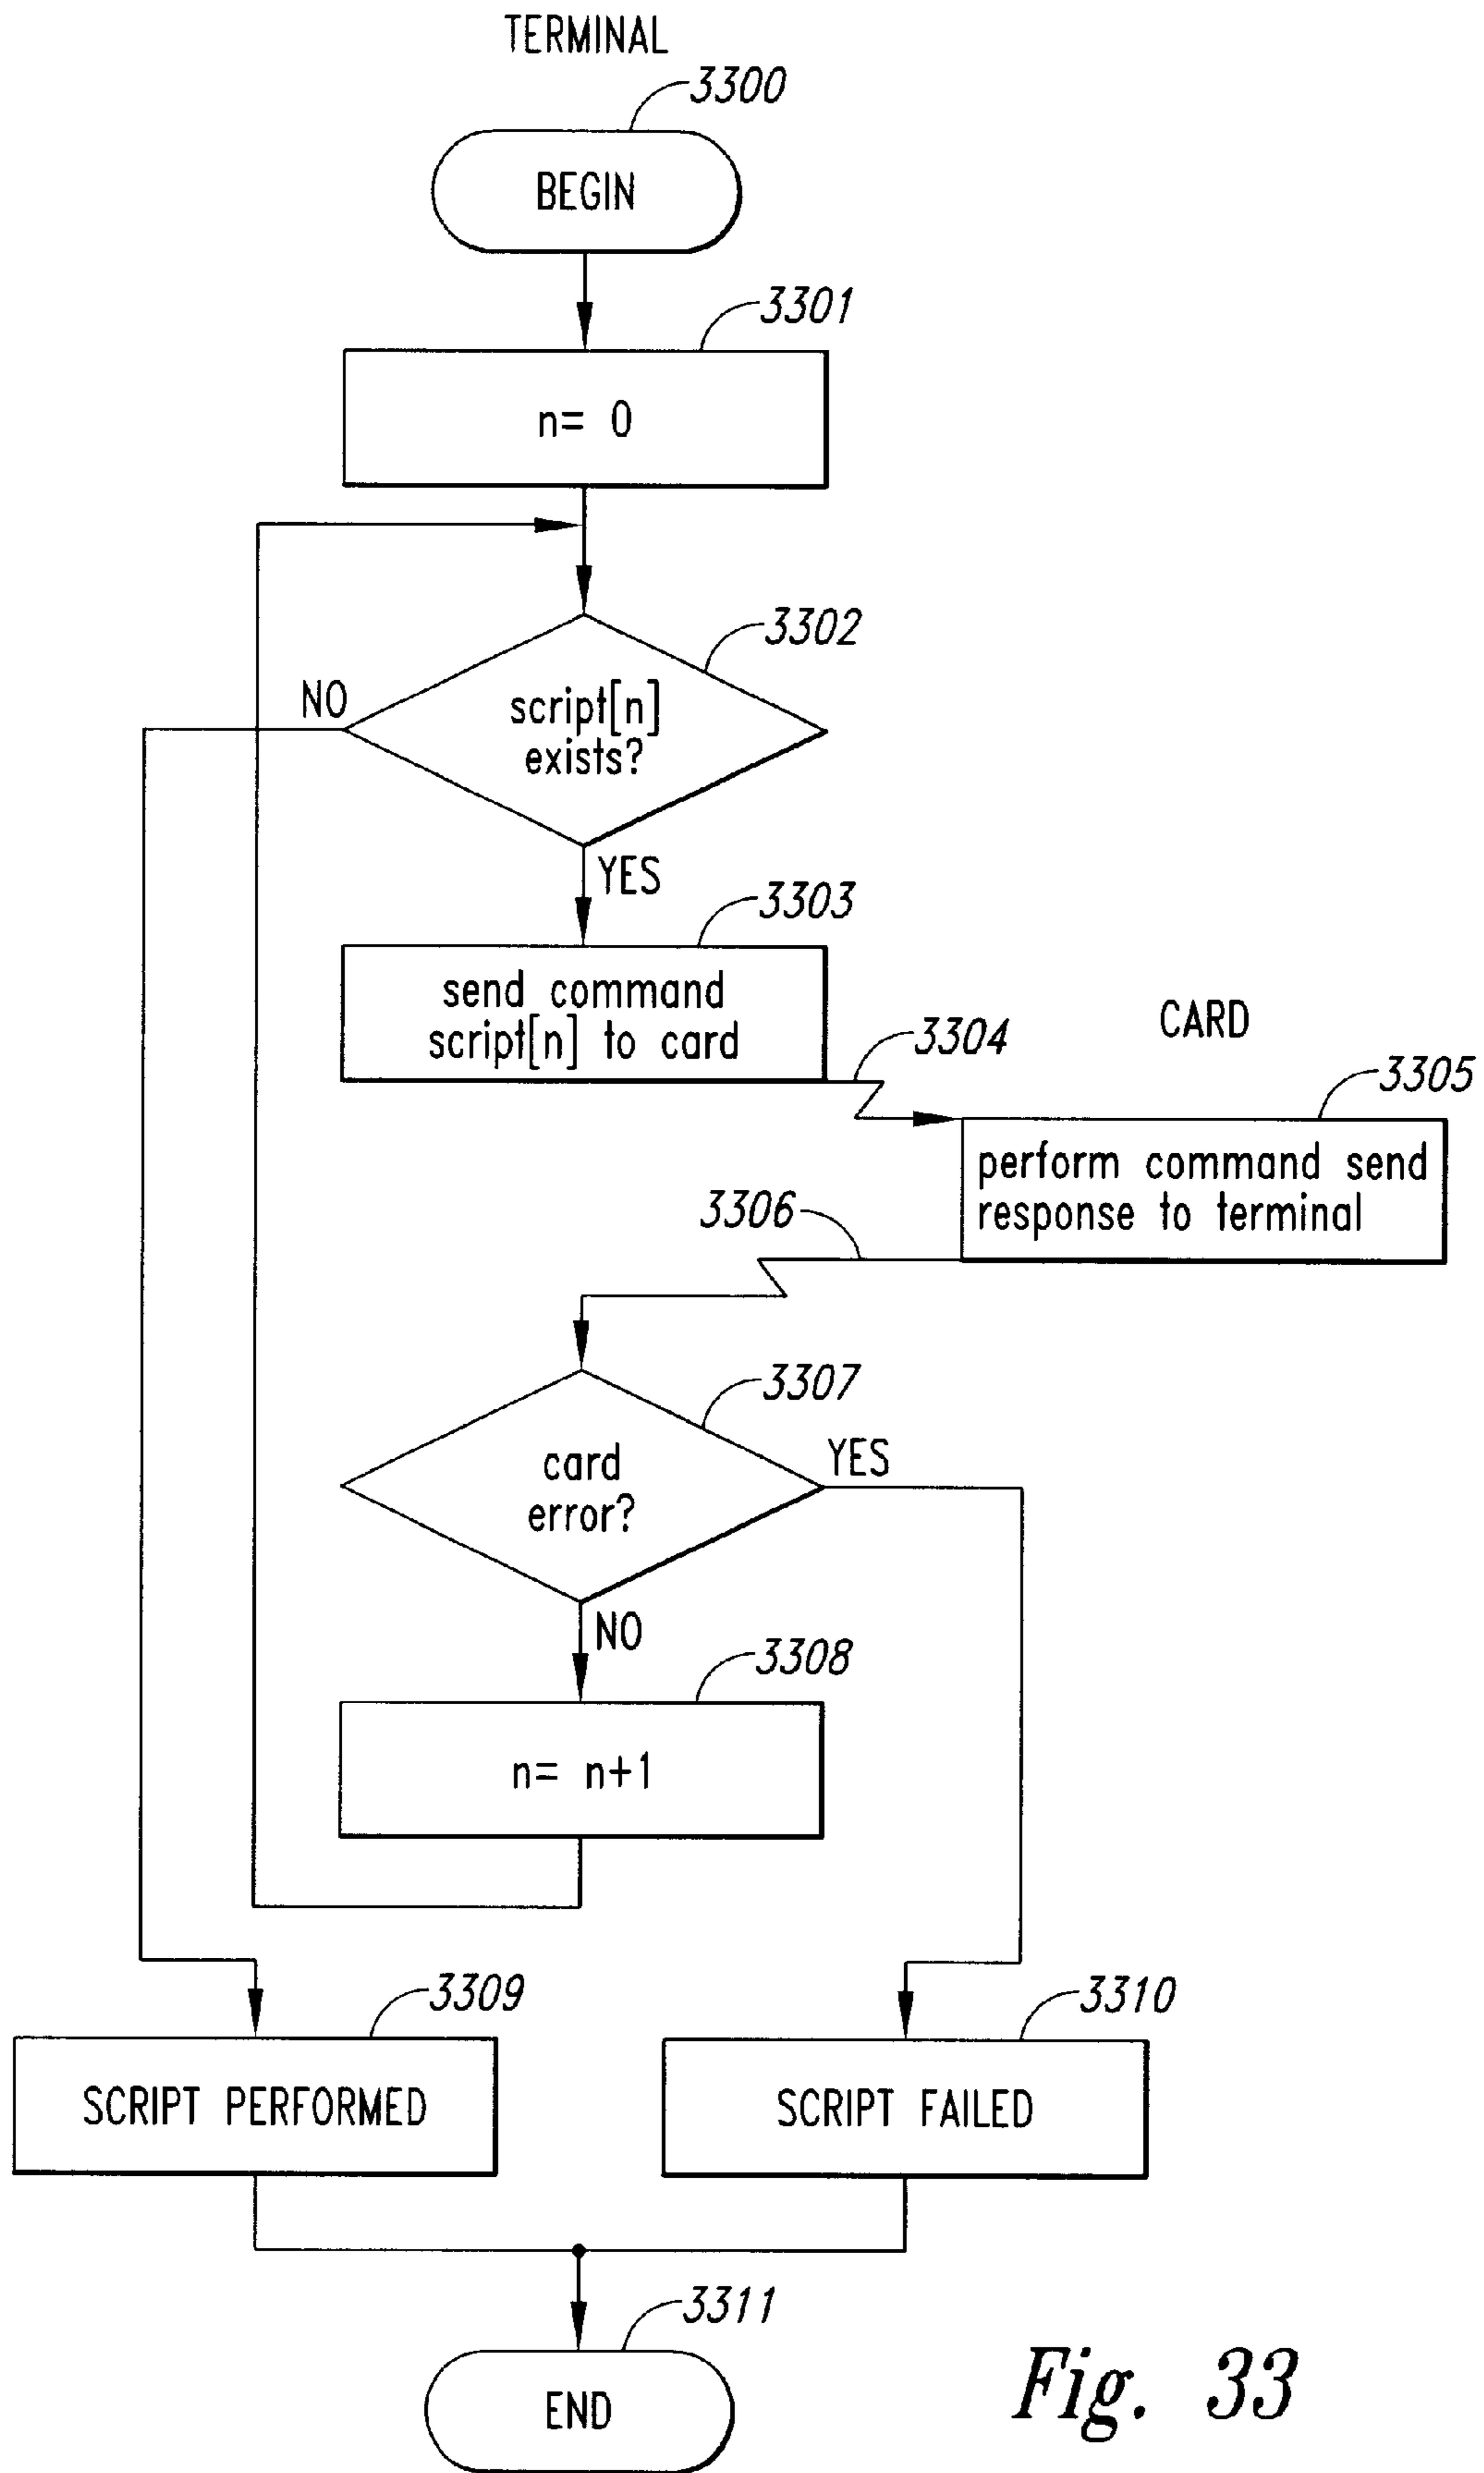 TERMINAL
3300
BEGIN
3301
n= 0
3302
NO
script[n]
exists?
YES
3303
send command
script[n] to card
3304
CARD
3305
perform command send
response to terminal
3306
3307
card
error?
YES
NO
3308
n= n+1
3309
SCRIPT PERFORMED
3310
SCRIPT FAILED
3311
END
Fig. 33